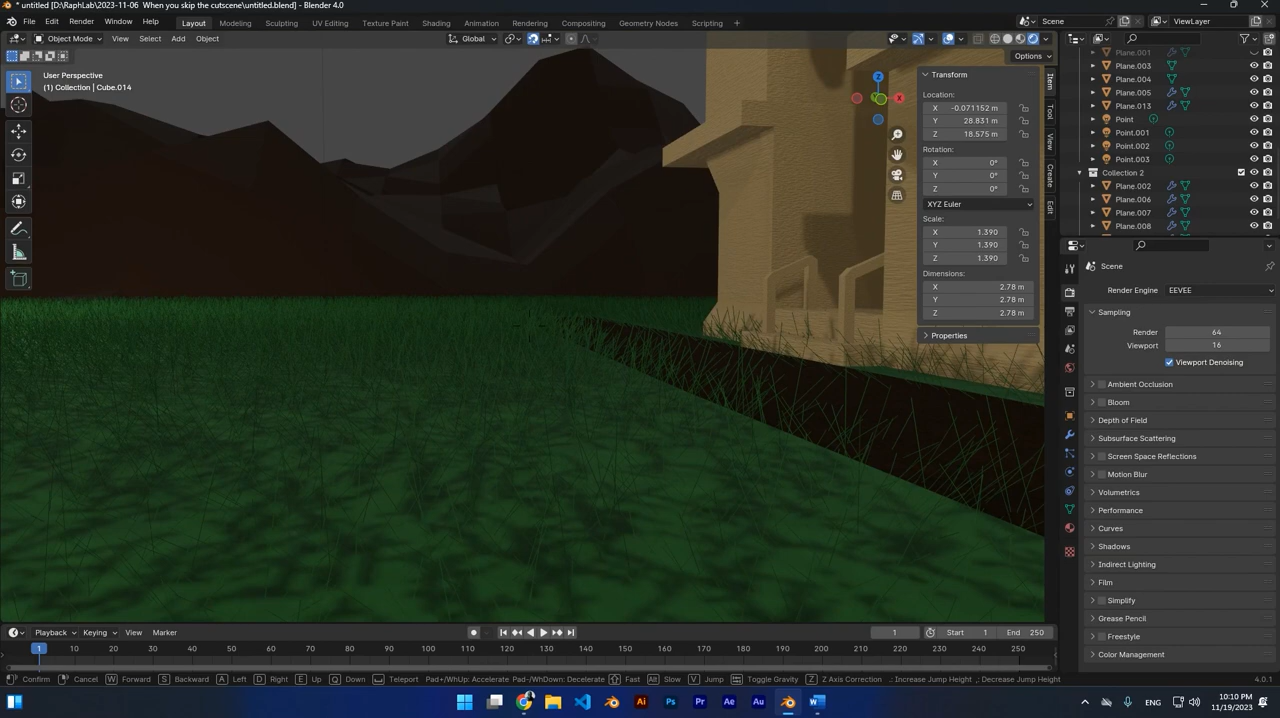 * untitled [D:\RaphLab\2023-11-06 When you skip the cutscene\untitled.blend] - Blender 4.0
File Edit Render Window Help
Layout Modeling Sculpting UV Editing Texture Paint Shading Animation Rendering Compositing Geometry Nodes Scripting
Scene
ViewLayer
Object Mode View Select Add Object
Global
Options
User Perspective
(1) Collection | Cube.014
Z
X
Transform
Location:
X -0.071152 m
Y 28.831 m
Z 18.575 m
Rotation:
X 0°
Y 0°
Z 0°
XYZ Euler
Scale:
X 1.390
Y 1.390
Z 1.390
Dimensions:
X 2.78 m
Y 2.78 m
Z 2.78 m
Properties
Item
Tool
View
Create
Edit
Plane.001
Plane.003
Plane.004
Plane.005
Plane.013
Point
Point.001
Point.002
Point.003
Collection 2
Plane.002
Plane.006
Plane.007
Plane.008
Scene
Render Engine EEVEE
Sampling
Render 64
Viewport 16
Viewport Denoising
Ambient Occlusion
Bloom
Depth of Field
Subsurface Scattering
Screen Space Reflections
Motion Blur
Volumetrics
Performance
Curves
Shadows
Indirect Lighting
Film
Simplify
Grease Pencil
Freestyle
Color Management
Playback Keying View Marker
1 Start 1 End 250
1 10 20 30 40 50 60 70 80 90 100 110 120 130 140 150 160 170 180 190 200 210 220 230 240 250
Confirm Cancel W Forward S Backward A Left D Right E Up Q Down Teleport Pad+/WhUp: Accelerate Pad-/WhDown: Decelerate Fast Alt Slow V Jump Toggle Gravity Z Z Axis Correction .: Increase Jump Height ,: Decrease Jump Height
4.0.1
Ai Ps Pr Ae Au
ENG
10:10 PM
11/19/2023